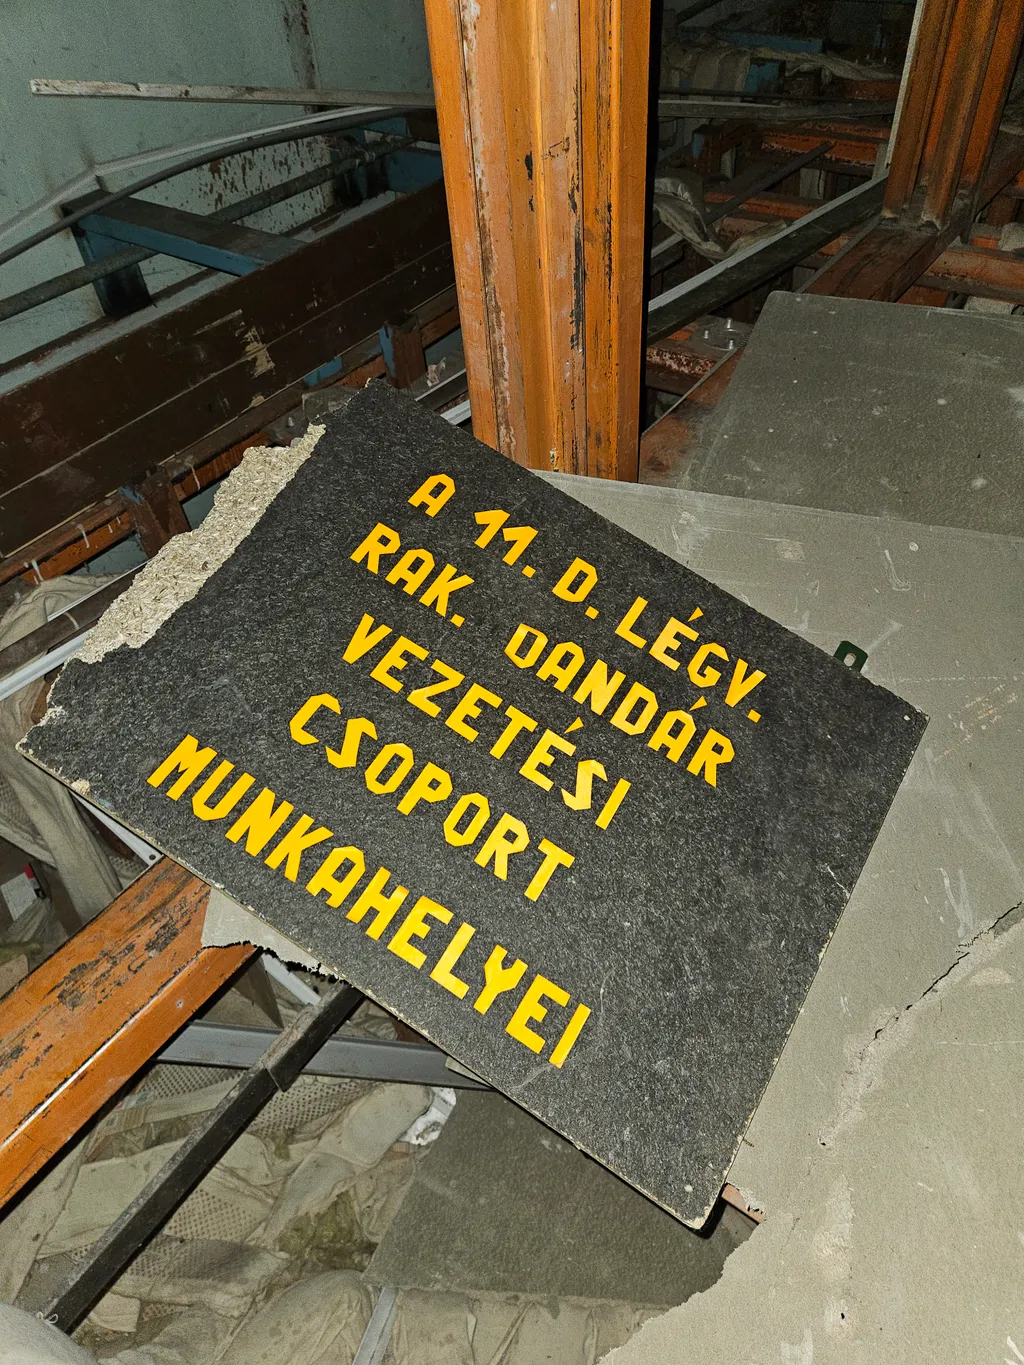 A 11. D. LÉGV.
RAK. DANDÁR
VEZETÉSI
CSOPORT
MUNKAHELYEI